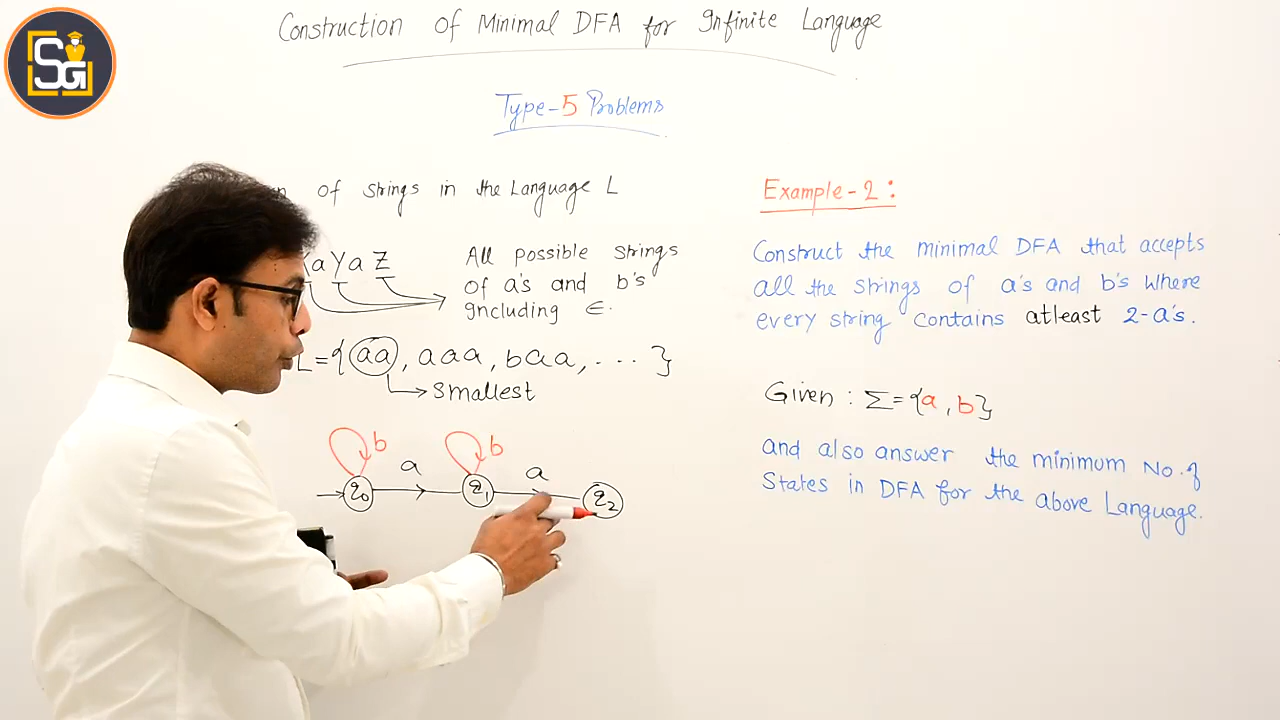 SG
Construction of Minimal DFA for Infinite Language
Type-5 Problems
of strings in the Language L
a Y a Z
All possible strings
of a's and b's
Including ∈.
L={aa, aaa, baa, ... }
smallest
b
b
a
a
q0
q1
q2
Example-2:
Construct the minimal DFA that accepts
all the strings of a's and b's where
every string contains atleast 2-a's.
Given : Σ={a, b}
and also answer the minimum No.of
States in DFA for the above Language.